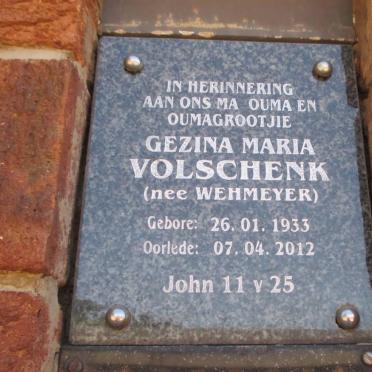 IN HERINNERING
AAN ONS MA OUMA EN
OUMAGROOTJIE
GEZINA MARIA
VOLSCHENK
(nee WEHMEYER)
Gebore: 26. 01. 1933
Oorlede: 07. 04. 2012
John 11 v 25